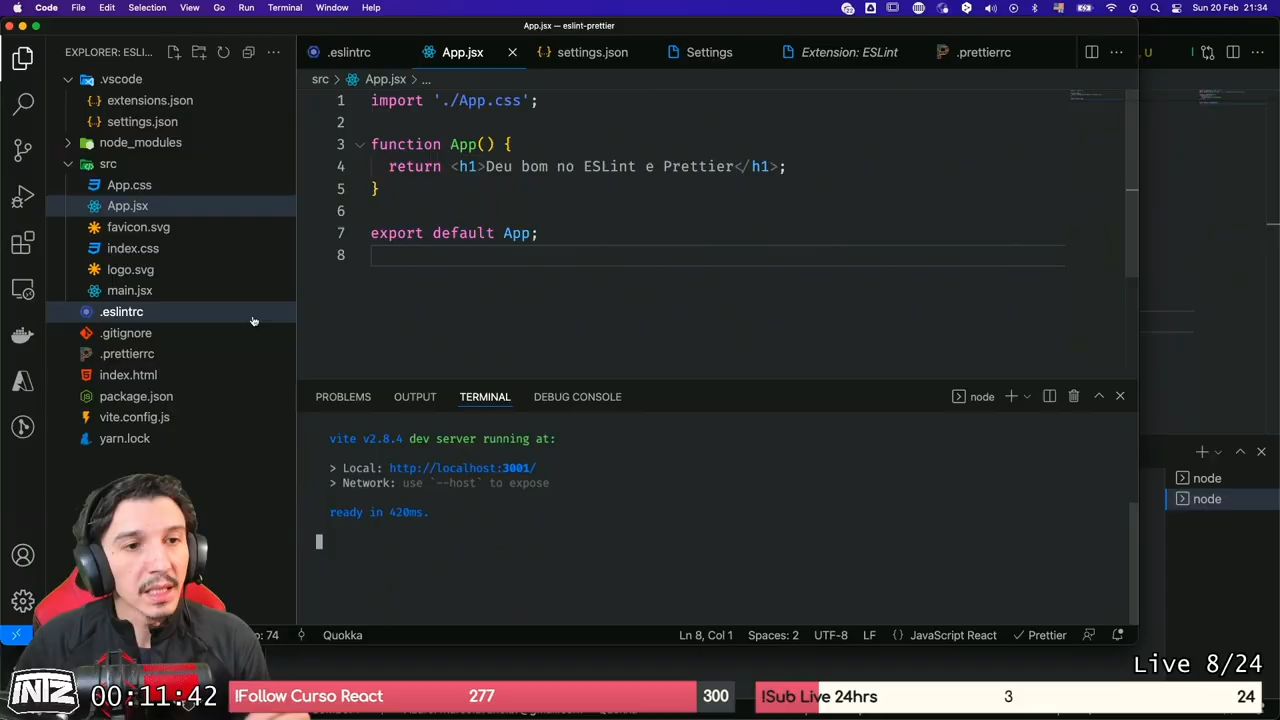 Code File Edit Selection View Go Run Terminal Window Help
Sun 20 Feb 21:34
App.jsx — eslint-prettier
EXPLORER: ESLI...
.vscode
extensions.json
settings.json
node_modules
src
App.css
App.jsx
favicon.svg
index.css
logo.svg
main.jsx
.eslintrc
.gitignore
.prettierrc
index.html
package.json
vite.config.js
yarn.lock
.eslintrc App.jsx settings.json Settings Extension: ESLint .prettierrc
U
src > App.jsx > ...
1 import './App.css';
2
3 function App() {
4 return <h1>Deu bom no ESLint e Prettier</h1>;
5 }
6
7 export default App;
8
PROBLEMS OUTPUT TERMINAL DEBUG CONSOLE
node
vite v2.8.4 dev server running at:
> Local: http://localhost:3001/
> Network: use `--host` to expose
ready in 420ms.
node
node
: 74 Quokka Ln 8, Col 1 Spaces: 2 UTF-8 LF {} JavaScript React Prettier
Live 8/24
INTZ 00:11:42 !Follow Curso React 277 300 !Sub Live 24hrs 3 24